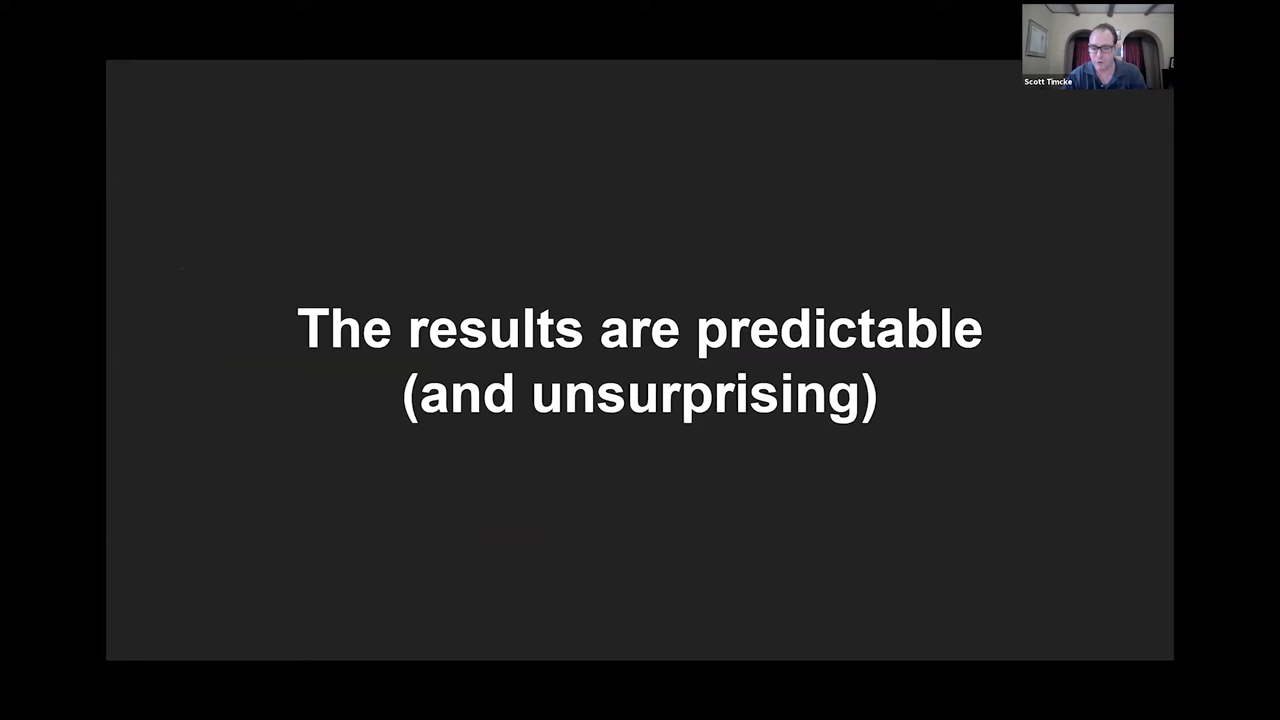 Scott Timcke
The results are predictable
(and unsurprising)